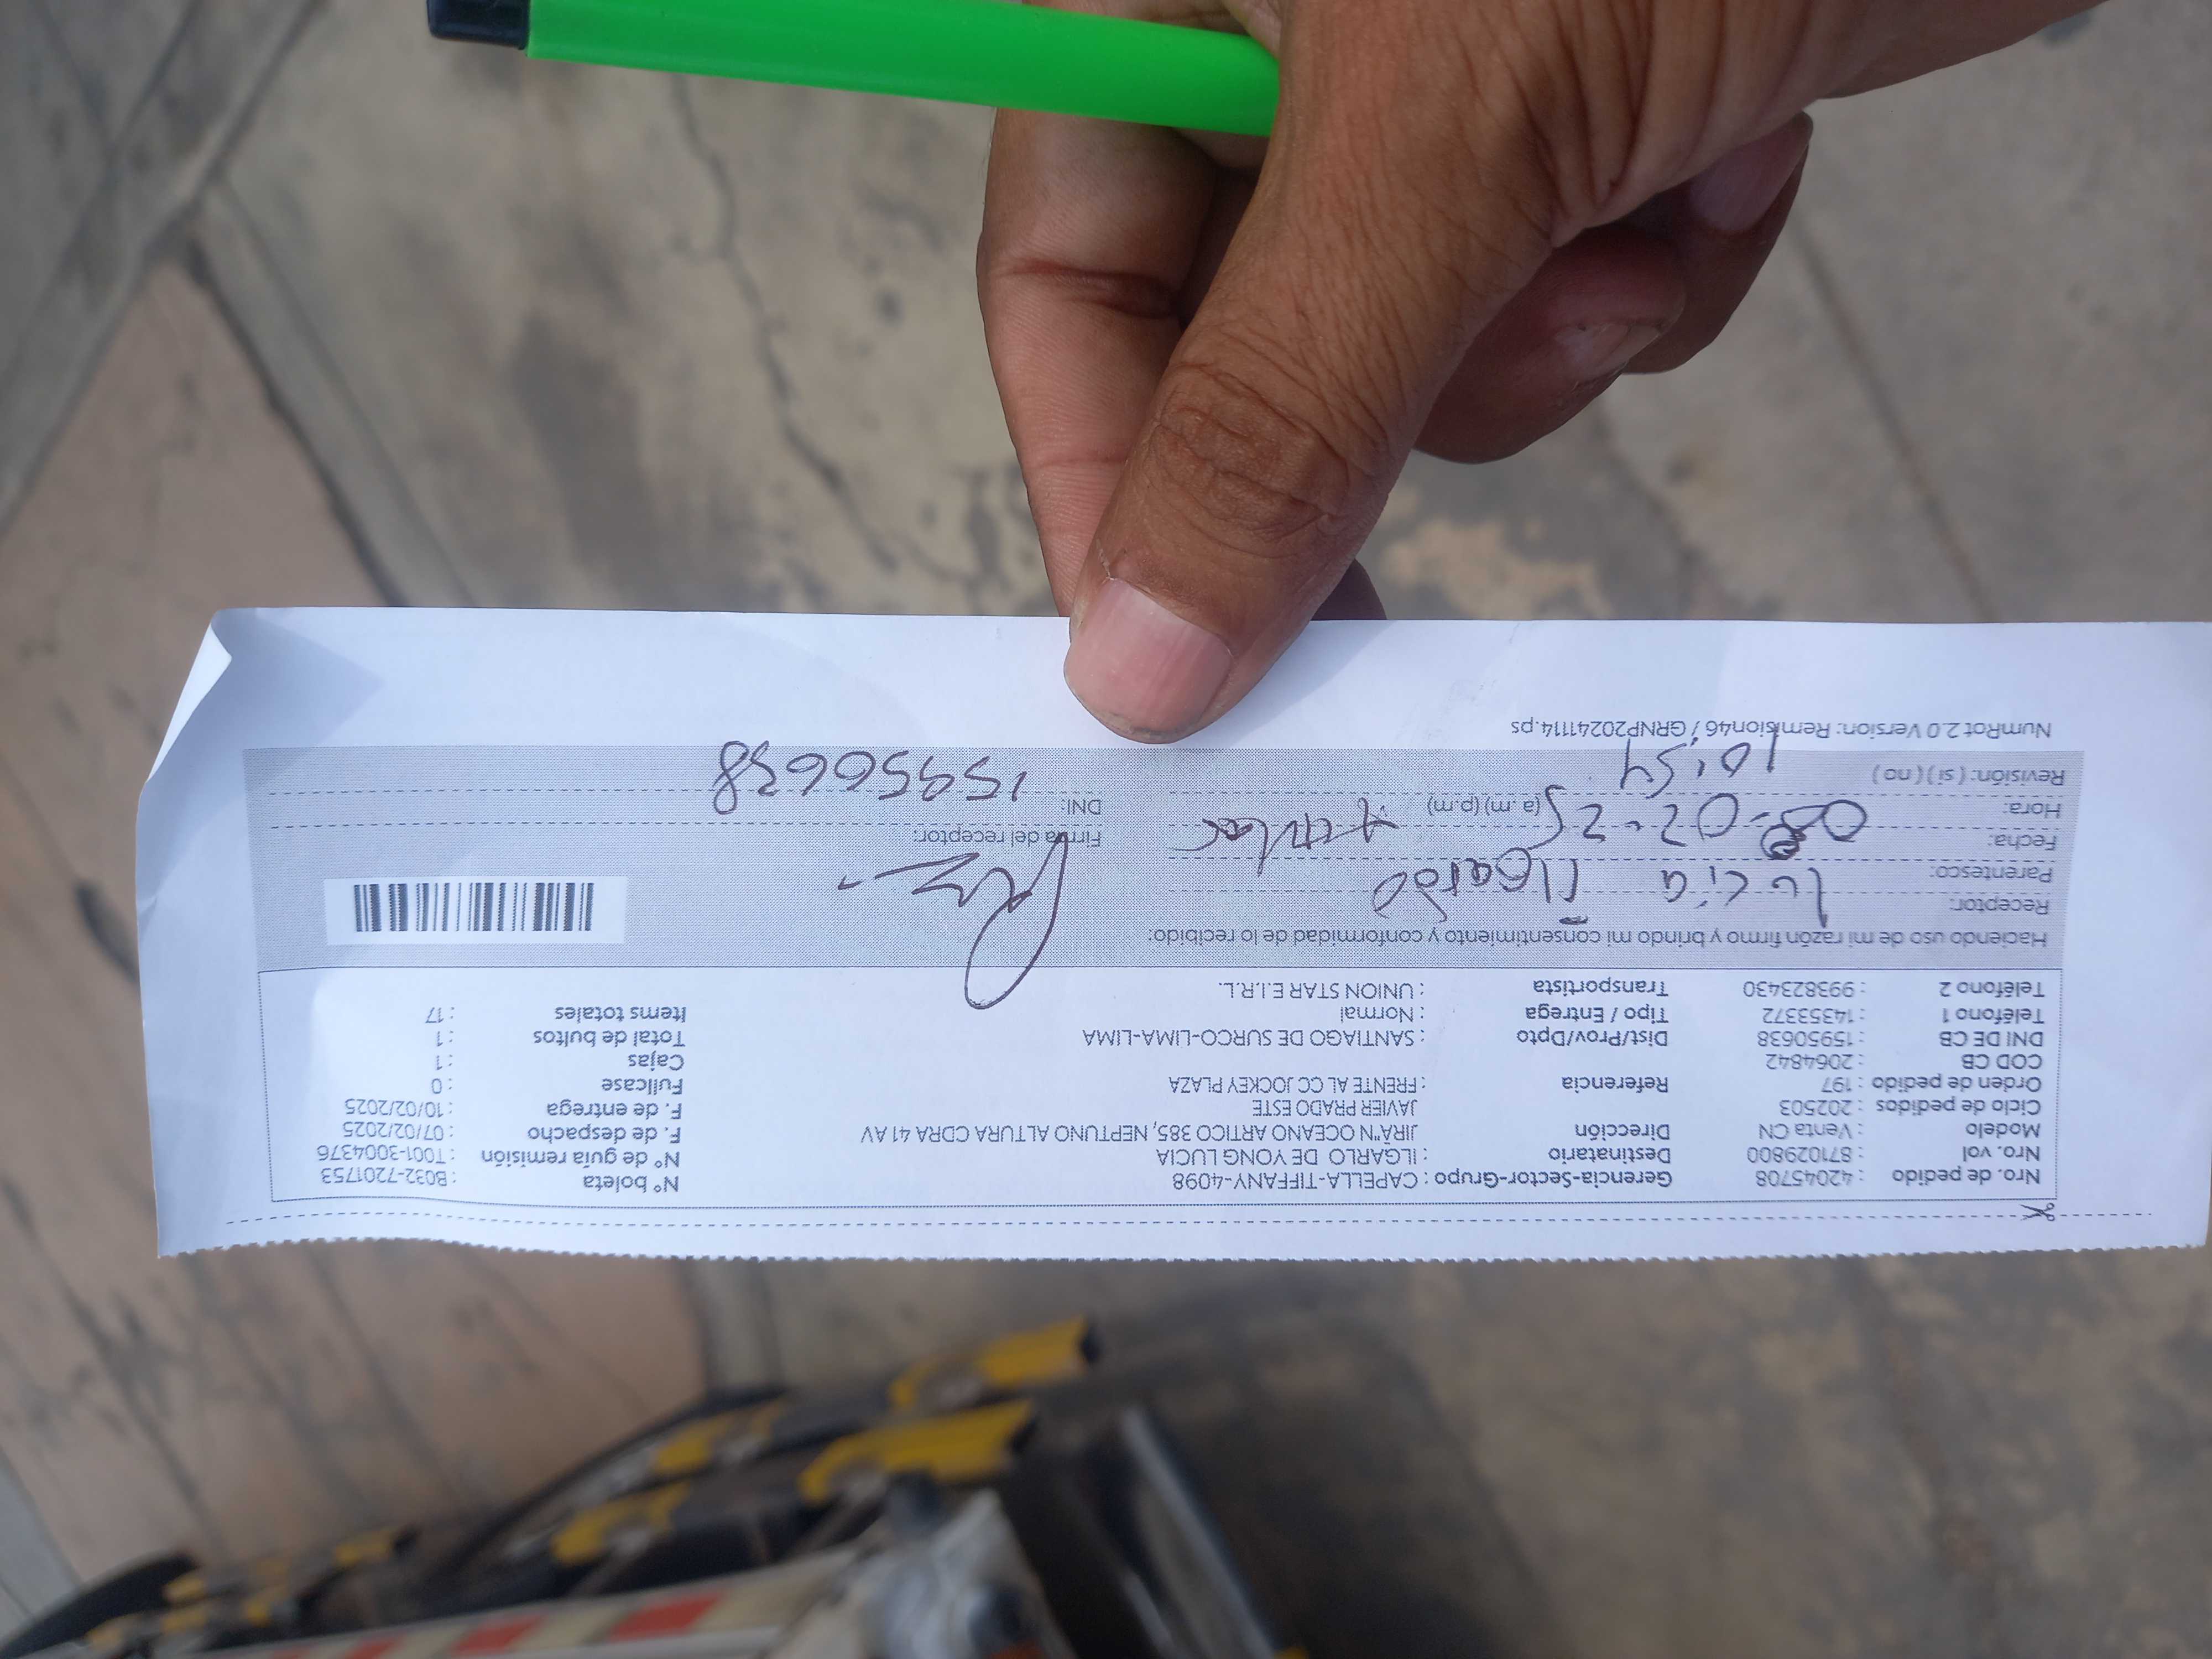 Nro. de pedido : 42045708 Gerencia-Sector-Grupo : CAPELLA-TIFFANY-4098 N° boleta : B032-7201753
Nro. vol : 871029800 Destinatario : ILGARLO DE YONG LUCIA N° de guía remisión : T001-3004376
Modelo : Venta CN Dirección : JIRÃ"N OCEANO ARTICO 385, NEPTUNO ALTURA CDRA 41 AV F. de despacho : 07/02/2025
Ciclo de pedidos : 202503 JAVIER PRADO ESTE F. de entrega : 10/02/2025
Orden de pedido : 197 Referencia : FRENTE AL CC JOCKEY PLAZA Fullcase : 0
COD CB : 2064842 Cajas : 1
DNI DE CB : 15950638 Dist/Prov/Dpto : SANTIAGO DE SURCO-LIMA-LIMA Total de bultos : 1
Teléfono 1 : 14353372 Tipo / Entrega : Normal Items totales : 17
Teléfono 2 : 993823430 Transportista : UNION STAR E.I.R.L.
Haciendo uso de mi razón firmo y brindo mi consentimiento y conformidad de lo recibido:
Receptor: Lucia
Parentesco:
Fecha: 08-02-25 Firma del receptor:
Hora: (a. m) (p.m) DNI: 15956638
Revisión: ( si ) ( no ) 10:54
NumRot 2.0 Version: Remision46 / GRNP20241114.ps